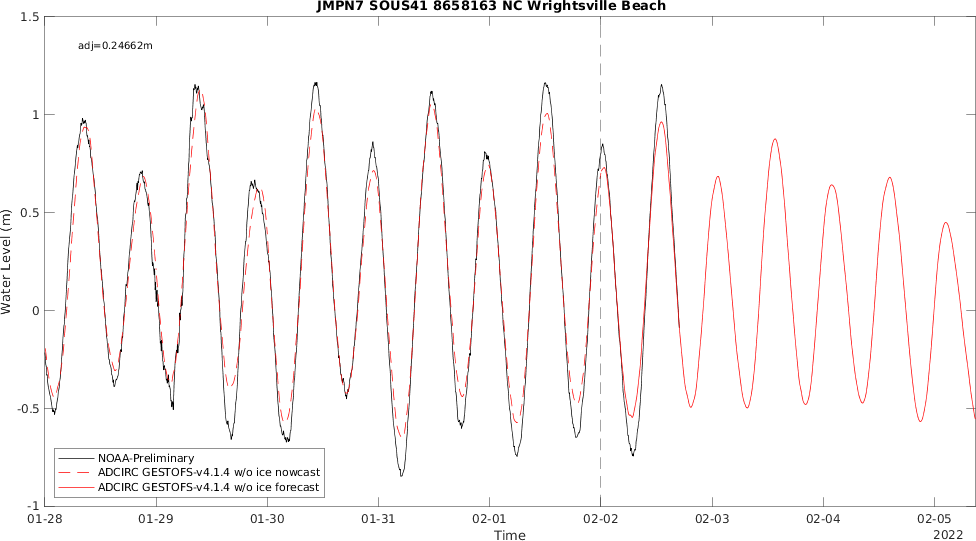 JMPN7 SOUS41 8658163 NC Wrightsville Beach
adj=0.24662m
1.5
1
0.5
0
-0.5
-1
Water Level (m)
NOAA-Preliminary
ADCIRC GESTOFS-v4.1.4 w/o ice nowcast
ADCIRC GESTOFS-v4.1.4 w/o ice forecast
01-28 01-29 01-30 01-31 02-01 02-02 02-03 02-04 02-05
Time
2022